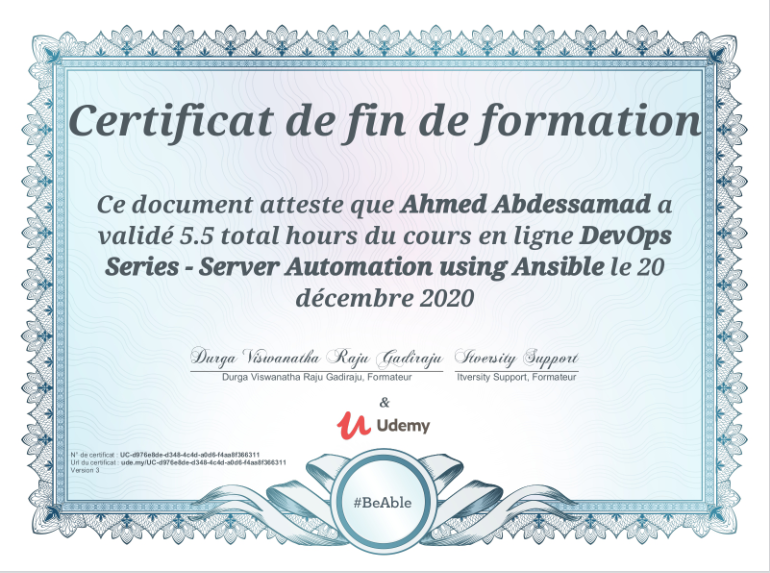 Certificat de fin de formation
Ce document atteste que Ahmed Abdessamad a
validé 5.5 total hours du cours en ligne DevOps
Series - Server Automation using Ansible le 20
décembre 2020
Durga Viswanatha Raju Gadiraju Itversity Support
Durga Viswanatha Raju Gadiraju, Formateur Itversity Support, Formateur
&
Udemy
N° de certificat : UC-d976e8de-d348-4c4d-a0d6-f4aa8f366311
Url du certificat : ude.my/UC-d976e8de-d348-4c4d-a0d6-f4aa8f366311
Version 3
#BeAble